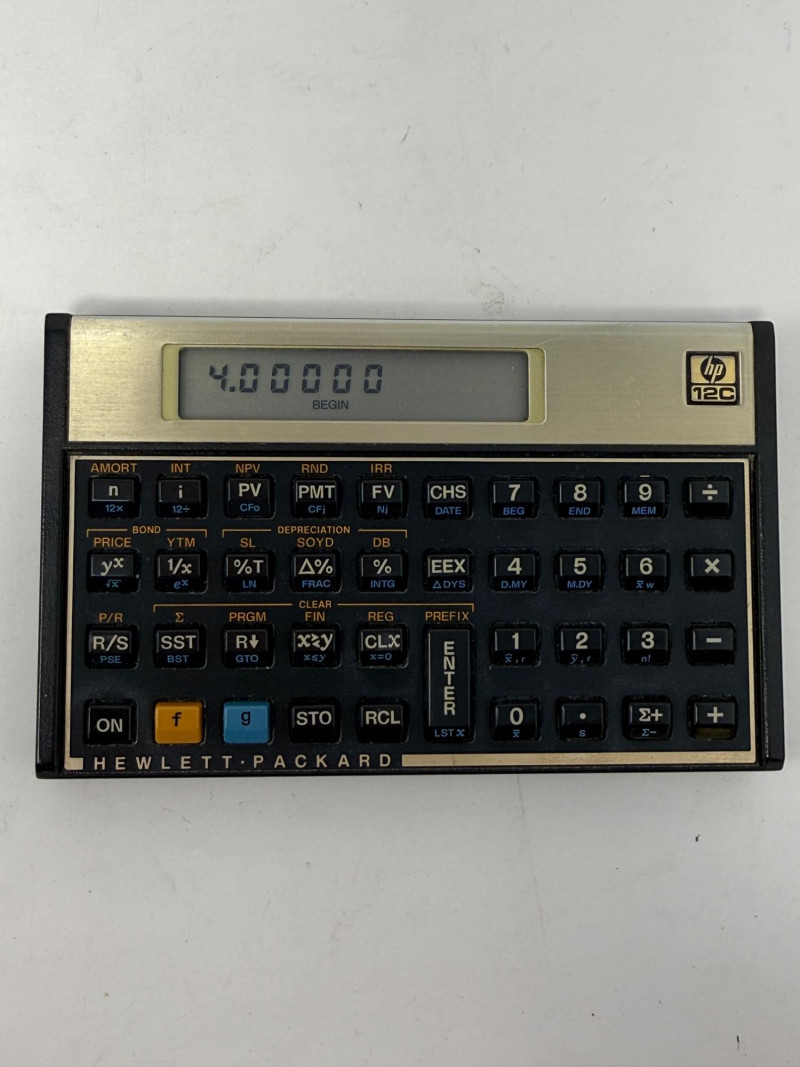 4.00000
BEGIN
hp
12C
AMORT INT NPV RND IRR
n i PV PMT FV CHS 7 8 9 ÷
12× 12÷ CFo CFj Nj DATE BEG END MEM
BOND DEPRECIATION
PRICE YTM SL SOYD DB
yˣ 1/x %T Δ% % EEX 4 5 6 ×
√x eˣ LN FRAC INTG ΔDYS D.MY M.DY x̄w
CLEAR
P/R Σ PRGM FIN REG PREFIX
R/S SST R↓ x≷y CLx ENTER 1 2 3 −
PSE BST GTO x≤y x=0 x̂,r ŷ,r n!
ON f g STO RCL 0 · Σ+ +
LSTx x̄ s Σ−
HEWLETT·PACKARD